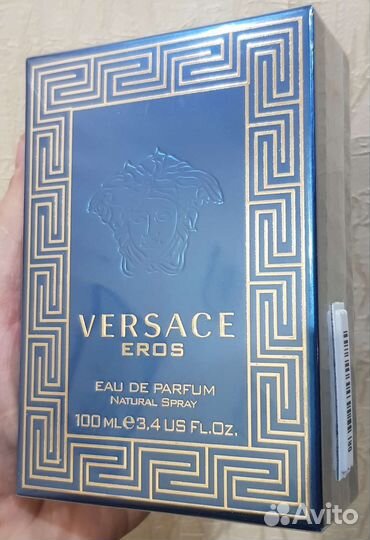 VERSACE
EROS
EAU DE PARFUM
NATURAL SPRAY
100 ML℮3,4 US FL.OZ.
Avito